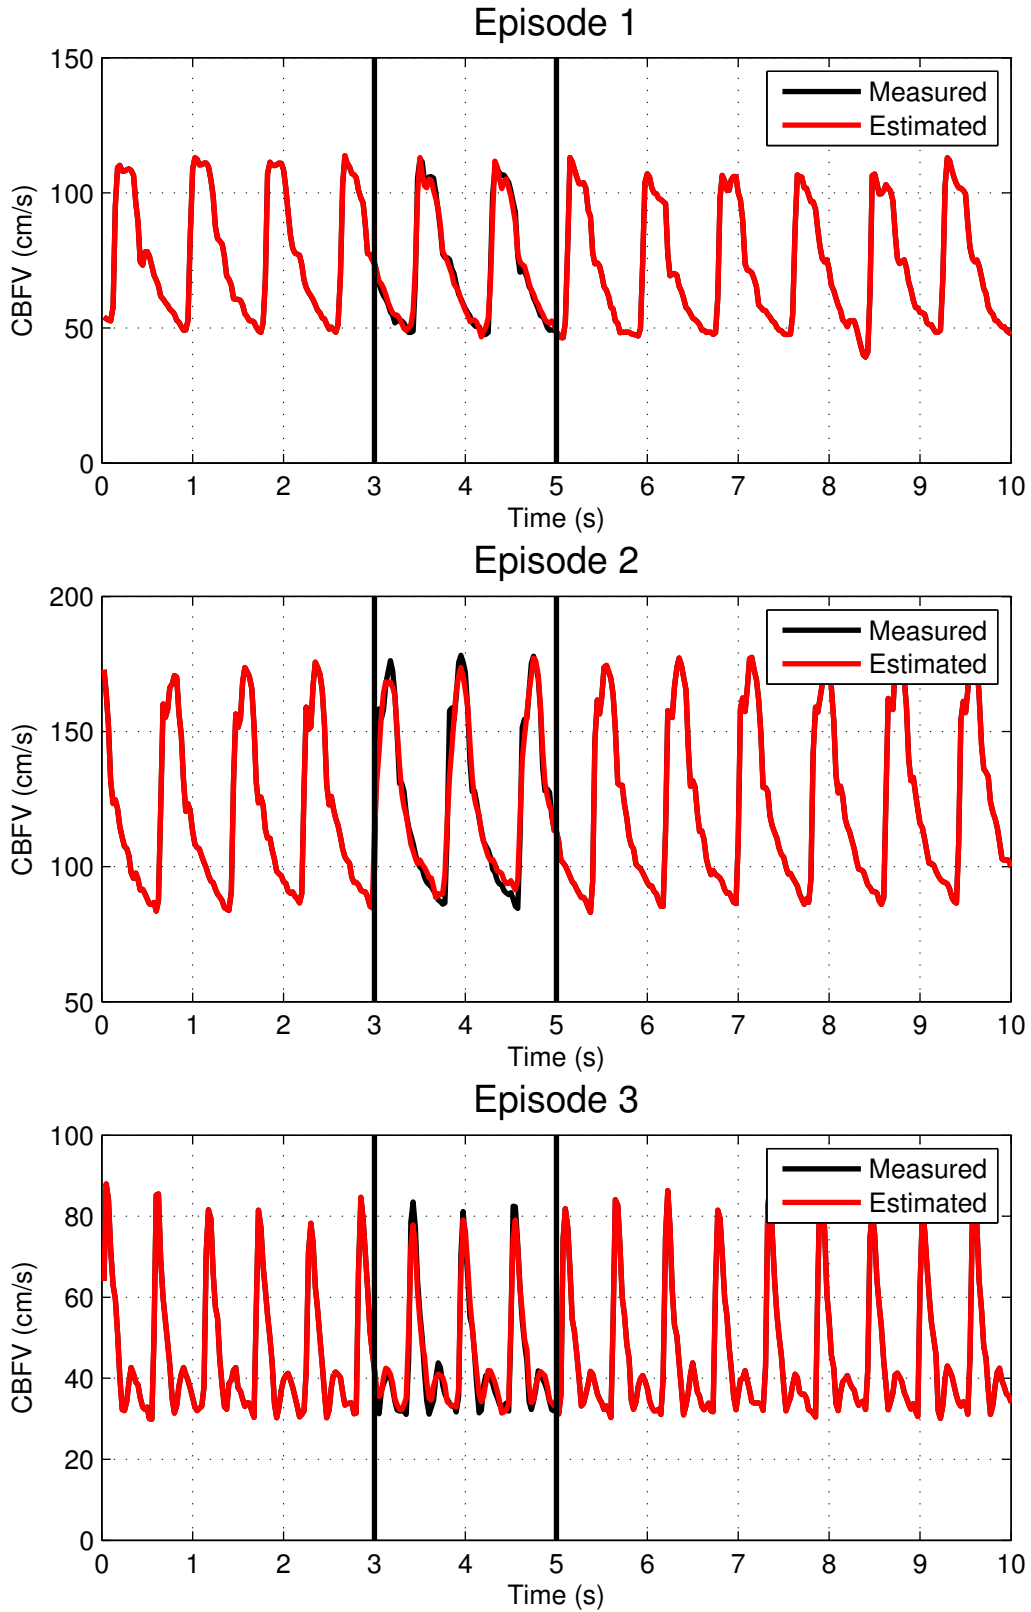 Episode 1
CBFV (cm/s)
150
100
50
0
Measured
Estimated
0 1 2 3 4 5 6 7 8 9 10
Time (s)
Episode 2
CBFV (cm/s)
200
150
100
50
Measured
Estimated
0 1 2 3 4 5 6 7 8 9 10
Time (s)
Episode 3
CBFV (cm/s)
100
80
60
40
20
0
Measured
Estimated
0 1 2 3 4 5 6 7 8 9 10
Time (s)